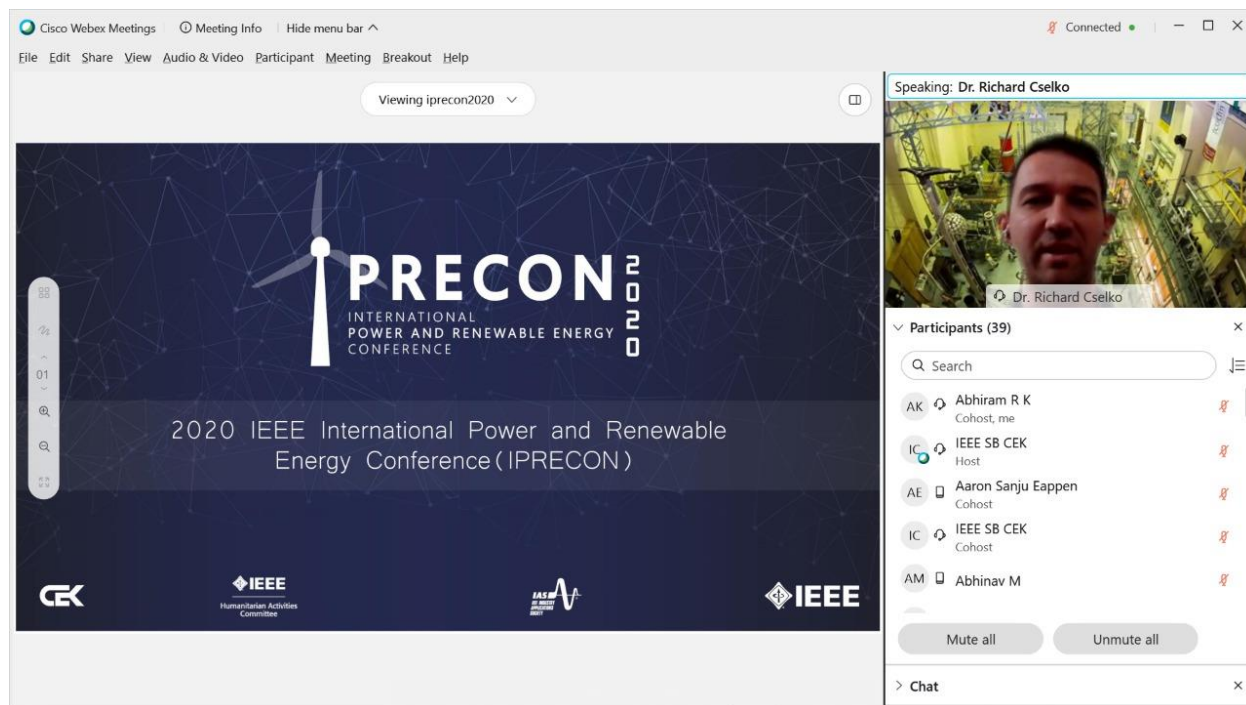 Cisco Webex Meetings
Meeting Info
Hide menu bar
Connected
File Edit Share View Audio & Video Participant Meeting Breakout Help
Viewing iprecon2020
Speaking: Dr. Richard Cselko
Dr. Richard Cselko
IPRECON 2020
INTERNATIONAL
POWER AND RENEWABLE ENERGY
CONFERENCE
01
2020 IEEE International Power and Renewable
Energy Conference(IPRECON)
CEK
IEEE
Humanitarian Activities
Committee
IAS
IEEE
Participants (39)
Search
AK Abhiram R K
Cohost, me
IC IEEE SB CEK
Host
AE Aaron Sanju Eappen
Cohost
IC IEEE SB CEK
Cohost
AM Abhinav M
Mute all
Unmute all
Chat